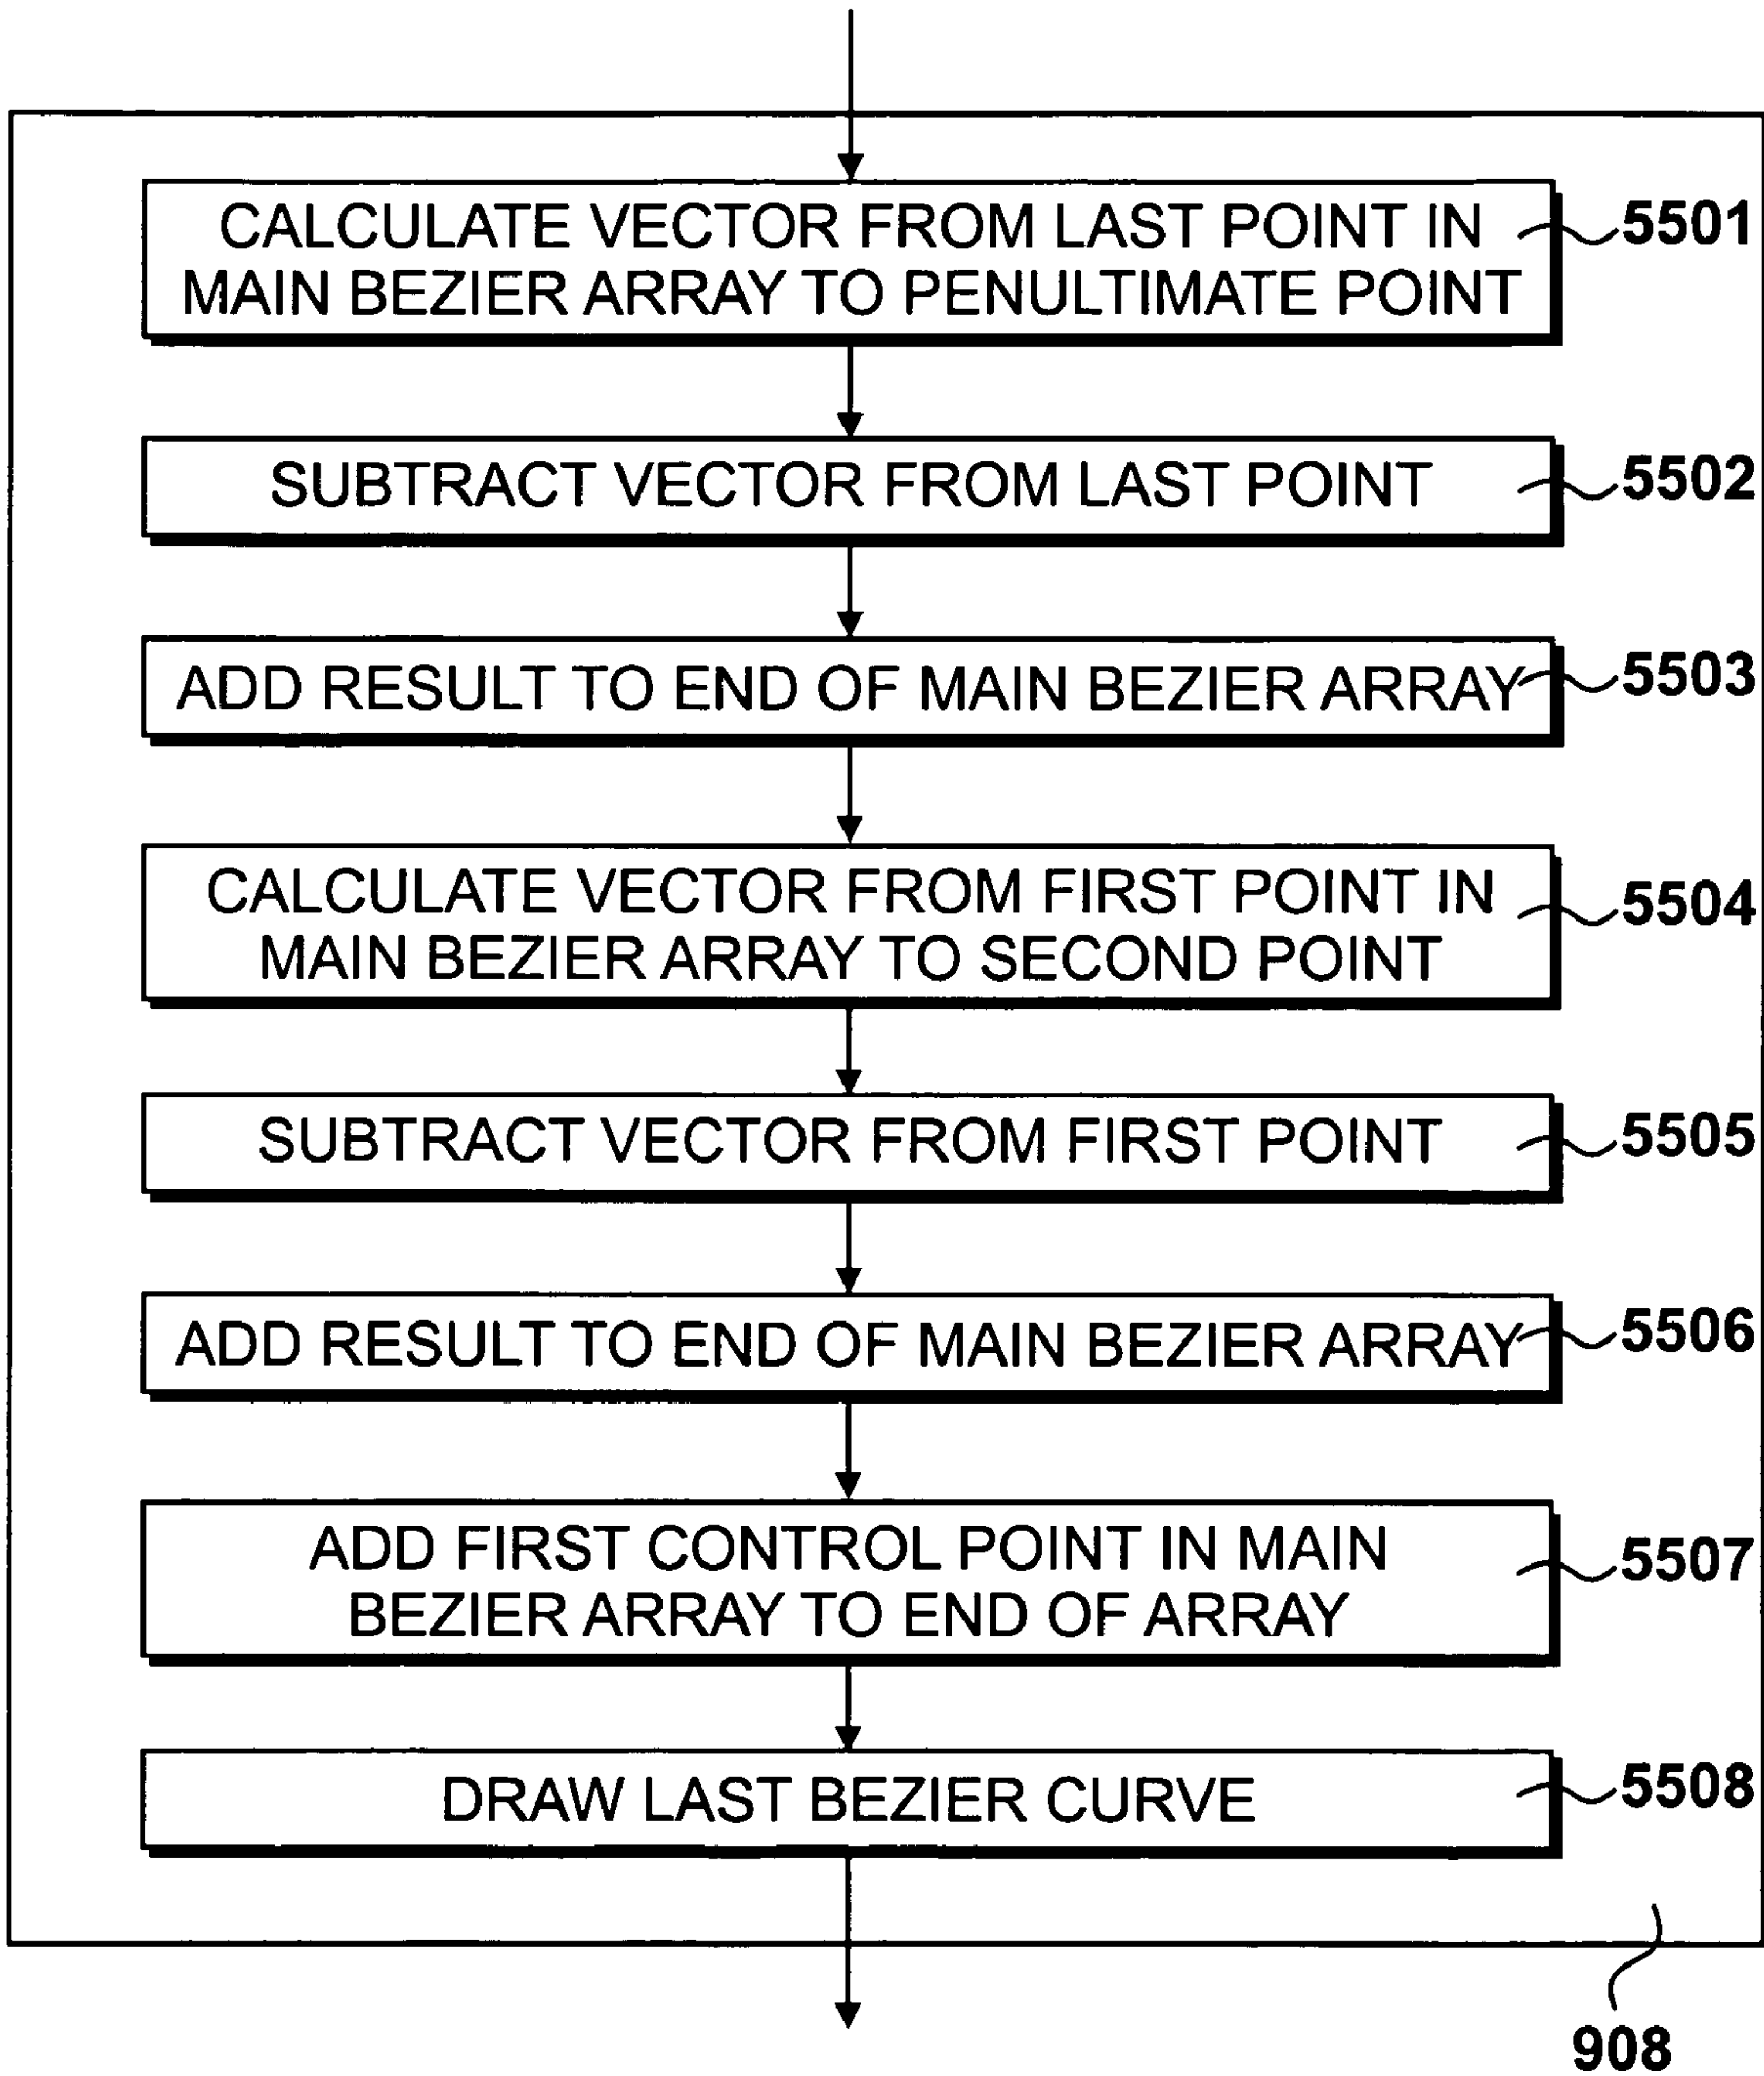 CALCULATE VECTOR FROM LAST POINT IN
MAIN BEZIER ARRAY TO PENULTIMATE POINT
5501
SUBTRACT VECTOR FROM LAST POINT
5502
ADD RESULT TO END OF MAIN BEZIER ARRAY
5503
CALCULATE VECTOR FROM FIRST POINT IN
MAIN BEZIER ARRAY TO SECOND POINT
5504
SUBTRACT VECTOR FROM FIRST POINT
5505
ADD RESULT TO END OF MAIN BEZIER ARRAY
5506
ADD FIRST CONTROL POINT IN MAIN
BEZIER ARRAY TO END OF ARRAY
5507
DRAW LAST BEZIER CURVE
5508
908